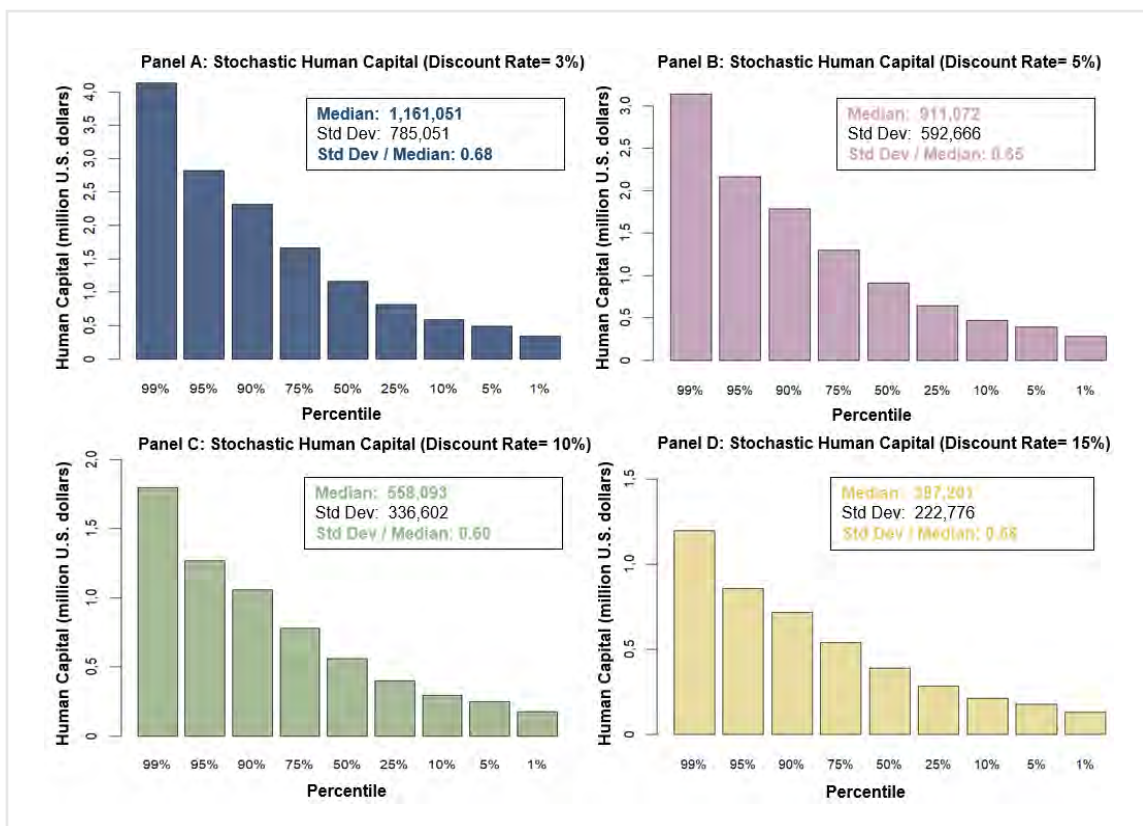 Panel A: Stochastic Human Capital (Discount Rate= 3%)
Human Capital (million U.S. dollars)
4,0
3,5
3.0
2,5
2.0
1,5
1.0
0.5
0
Median: 1,161,051
Std Dev: 785,051
Std Dev / Median: 0.68
99% 95% 90% 75% 50% 25% 10% 5% 1%
Percentile
Panel B: Stochastic Human Capital (Discount Rate= 5%)
Human Capital (million U.S. dollars)
3.0
2.0
1.5
1.0
0.5
0
Median: 911,072
Std Dev: 592,666
Std Dev / Median: 0.65
99% 95% 90% 75% 50% 25% 10% 5% 1%
Percentile
Panel C: Stochastic Human Capital (Discount Rate= 10%)
Human Capital (million U.S. dollars)
2.0
1.5
1.0
0.5
0
Median: 558,093
Std Dev: 336,602
Std Dev / Median: 0.60
99% 95% 90% 75% 50% 25% 10% 5% 1%
Percentile
Panel D: Stochastic Human Capital (Discount Rate= 15%)
Human Capital (million U.S. dollars)
1,5
1.0
0.5
0
Median:
Std Dev: 222,776
Std Dev / Median:
99% 95% 90% 75% 50% 25% 10% 5% 1%
Percentile